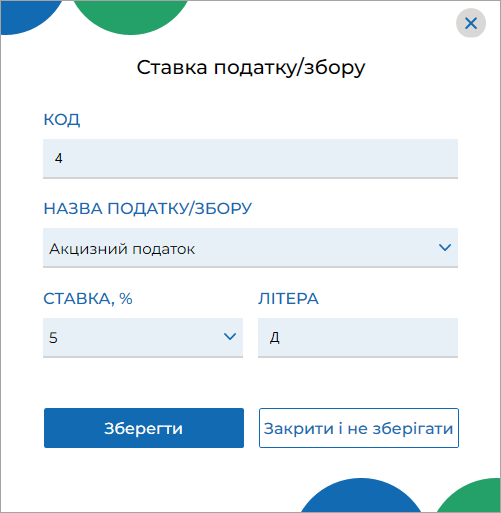 Ставка податку/збору
КОД
4
НАЗВА ПОДАТКУ/ЗБОРУ
Акцизний податок
СТАВКА, % ЛІТЕРА
5 Д
Зберегти Закрити і не зберігати